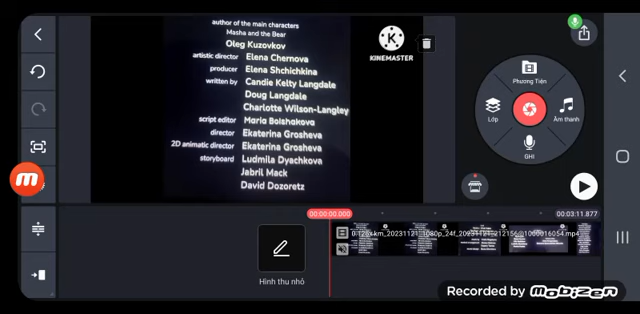 author of the main characters
Masha and the Bear
Oleg Kuzovkov
artistic director Elena Chernova
producer Elena Shchichkina
written by Candie Kelty Langdale
Doug Langdale
Charlotte Wilson-Langley
script editor Maria Bolshakova
director Ekaterina Grosheva
2D animatic director Ekaterina Grosheva
storyboard Ludmila Dyachkova
Jabril Mack
David Dozoretz
K
KINEMASTER
Phương Tiện
Lớp
Âm thanh
GHI
00:00:00.000
00:03:11.877
Hình thu nhỏ
m
Recorded by Mobizen